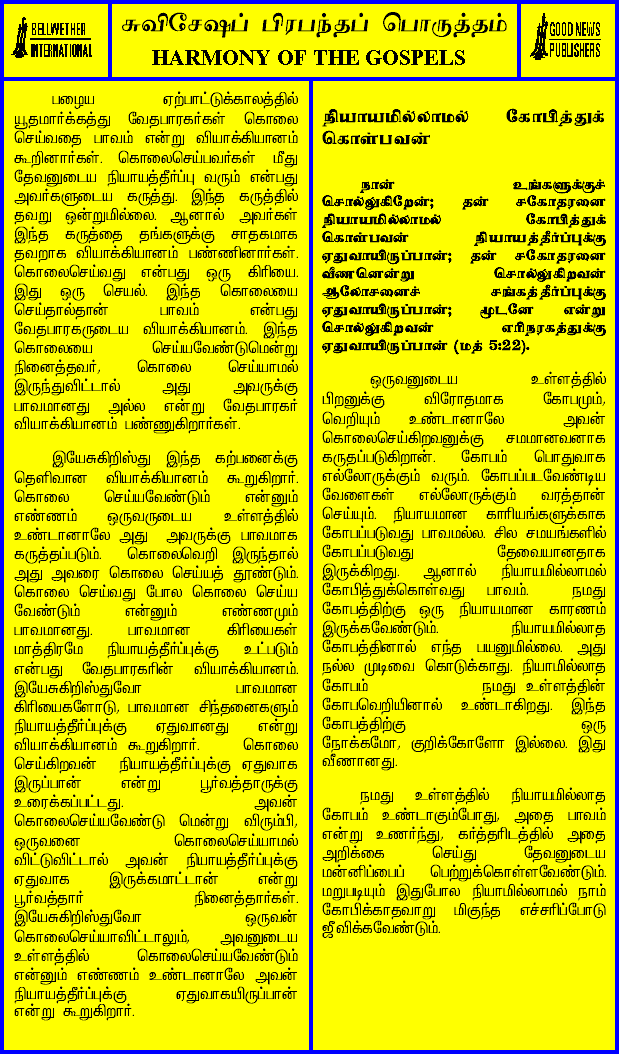 BELLWETHER
INTERNATIONAL
சுவிசேஷப் பிரபந்தப் பொருத்தம்
HARMONY OF THE GOSPELS
GOOD NEWS
PUBLISHERS
பழைய ஏற்பாட்டுக்காலத்தில்
யூதமார்க்கத்து வேதபாரகர்கள் கொலை
செய்வதை பாவம் என்று வியாக்கியானம்
கூறினார்கள். கொலைசெய்பவர்கள் மீது
தேவனுடைய நியாயத்தீர்ப்பு வரும் என்பது
அவர்களுடைய கருத்து. இந்த கருத்தில்
தவறு ஒன்றுமில்லை. ஆனால் அவர்கள்
இந்த கருத்தை தங்களுக்கு சாதகமாக
தவறாக வியாக்கியானம் பண்ணினார்கள்.
கொலைசெய்வது என்பது ஒரு கிரியை.
இது ஒரு செயல். இந்த கொலையை
செய்தால்தான் பாவம் என்பது
வேதபாரகருடைய வியாக்கியானம். இந்த
கொலையை செய்யவேண்டுமென்று
நினைத்தவர், கொலை செய்யாமல்
இருந்துவிட்டால் அது அவருக்கு
பாவமானது அல்ல என்று வேதபாரகர்
வியாக்கியானம் பண்ணுகிறார்கள்.
இயேசுகிறிஸ்து இந்த கற்பனைக்கு
தெளிவான வியாக்கியானம் கூறுகிறார்.
கொலை செய்யவேண்டும் என்னும்
எண்ணம் ஒருவருடைய உள்ளத்தில்
உண்டானாலே அது அவருக்கு பாவமாக
கருத்தப்படும். கொலைவெறி இருந்தால்
அது அவரை கொலை செய்யத் தூண்டும்.
கொலை செய்வது போல கொலை செய்ய
வேண்டும் என்னும் எண்ணமும்
பாவமானது. பாவமான கிரியைகள்
மாத்திரமே நியாயத்தீர்ப்புக்கு உட்படும்
என்பது வேதபாரகரின் வியாக்கியானம்.
இயேசுகிறிஸ்துவோ பாவமான
கிரியைகளோடு, பாவமான சிந்தனைகளும்
நியாயத்தீர்ப்புக்கு ஏதுவானது என்று
வியாக்கியானம் கூறுகிறார். கொலை
செய்கிறவன் நியாயத்தீர்ப்புக்கு ஏதுவாக
இருப்பான் என்று பூர்வத்தாருக்கு
உரைக்கப்பட்டது. அவன்
கொலைசெய்யவேண்டு மென்று விரும்பி,
ஒருவனை கொலைசெய்யாமல்
விட்டுவிட்டால் அவன் நியாயத்தீர்ப்புக்கு
ஏதுவாக இருக்கமாட்டான் என்று
பூர்வத்தார் நினைத்தார்கள்.
இயேசுகிறிஸ்துவோ ஒருவன்
கொலைசெய்யாவிட்டாலும், அவனுடைய
உள்ளத்தில் கொலைசெய்யவேண்டும்
என்னும் எண்ணம் உண்டானாலே அவன்
நியாயத்தீர்ப்புக்கு ஏதுவாகயிருப்பான்
என்று கூறுகிறார்.
நியாயமில்லாமல் கோபித்துக்
கொள்பவன்
நான் உங்களுக்குச்
சொல்லுகிறேன்; தன் சகோதரனை
நியாயமில்லாமல் கோபித்துக்
கொள்பவன் நியாயத்தீர்ப்புக்கு
ஏதுவாயிருப்பான்; தன் சகோதரனை
வீணனென்று சொல்லுகிறவன்
ஆலோசனைச் சங்கத்தீர்ப்புக்கு
ஏதுவாயிருப்பான்; மூடனே என்று
சொல்லுகிறவன் எரிநரகத்துக்கு
ஏதுவாயிருப்பான் (மத் 5:22).
ஒருவனுடைய உள்ளத்தில்
பிறனுக்கு விரோதமாக கோபமும்,
வெறியும் உண்டானாலே அவன்
கொலைசெய்கிறவனுக்கு சமமானவனாக
கருதப்படுகிறான். கோபம் பொதுவாக
எல்லோருக்கும் வரும். கோபப்படவேண்டிய
வேளைகள் எல்லோருக்கும் வரத்தான்
செய்யும். நியாயமான காரியங்களுக்காக
கோபப்படுவது பாவமல்ல. சில சமயங்களில்
கோபப்படுவது தேவையானதாக
இருக்கிறது. ஆனால் நியாயமில்லாமல்
கோபித்துக்கொள்வது பாவம். நமது
கோபத்திற்கு ஒரு நியாயமான காரணம்
இருக்கவேண்டும். நியாயமில்லாத
கோபத்தினால் எந்த பயனுமில்லை. அது
நல்ல முடிவை கொடுக்காது. நியாமில்லாத
கோபம் நமது உள்ளத்தின்
கோபவெறியினால் உண்டாகிறது. இந்த
கோபத்திற்கு ஒரு
நோக்கமோ, குறிக்கோளோ இல்லை. இது
வீணானது.
நமது உள்ளத்தில் நியாயமில்லாத
கோபம் உண்டாகும்போது, அதை பாவம்
என்று உணர்ந்து, கர்த்தரிடத்தில் அதை
அறிக்கை செய்து தேவனுடைய
மன்னிப்பைப் பெற்றுக்கொள்ளவேண்டும்.
மறுபடியும் இதுபோல நியாமில்லாமல் நாம்
கோபிக்காதவாறு மிகுந்த எச்சரிப்போடு
ஜீவிக்கவேண்டும்.